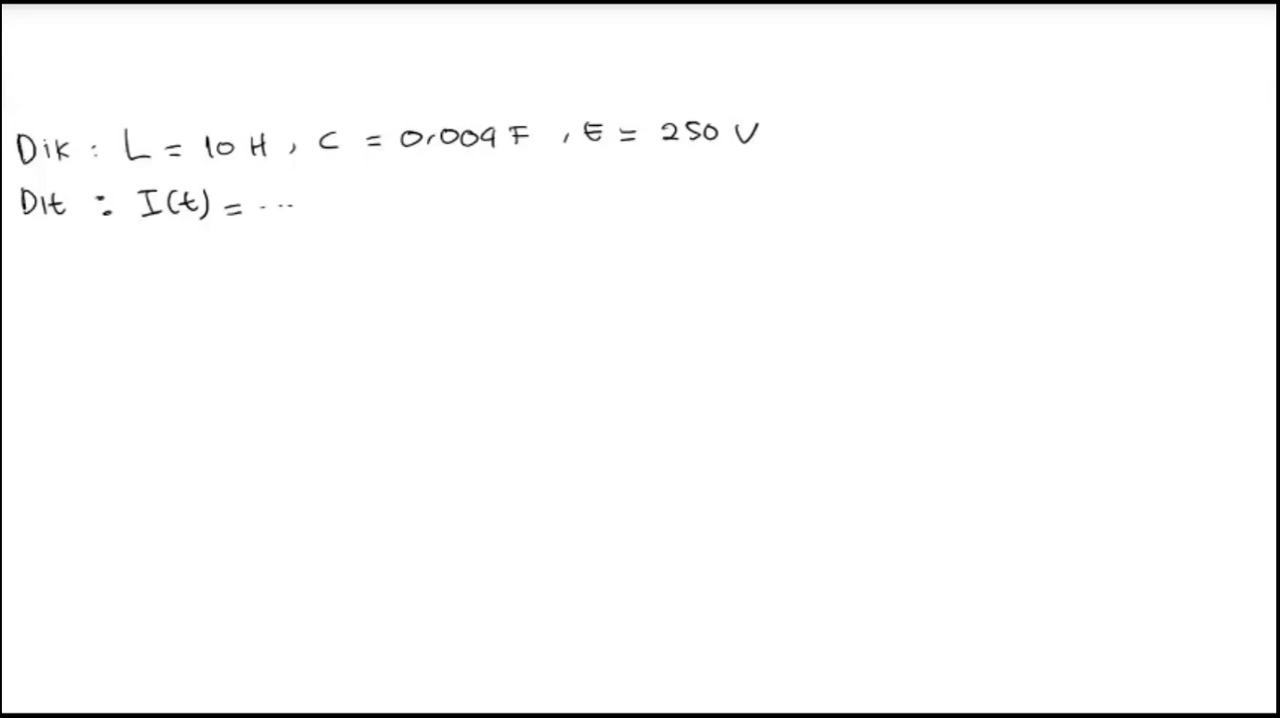 Dik : L = 10 H , C = 0,009 F , E = 250 V
Dit : I(t) = ...